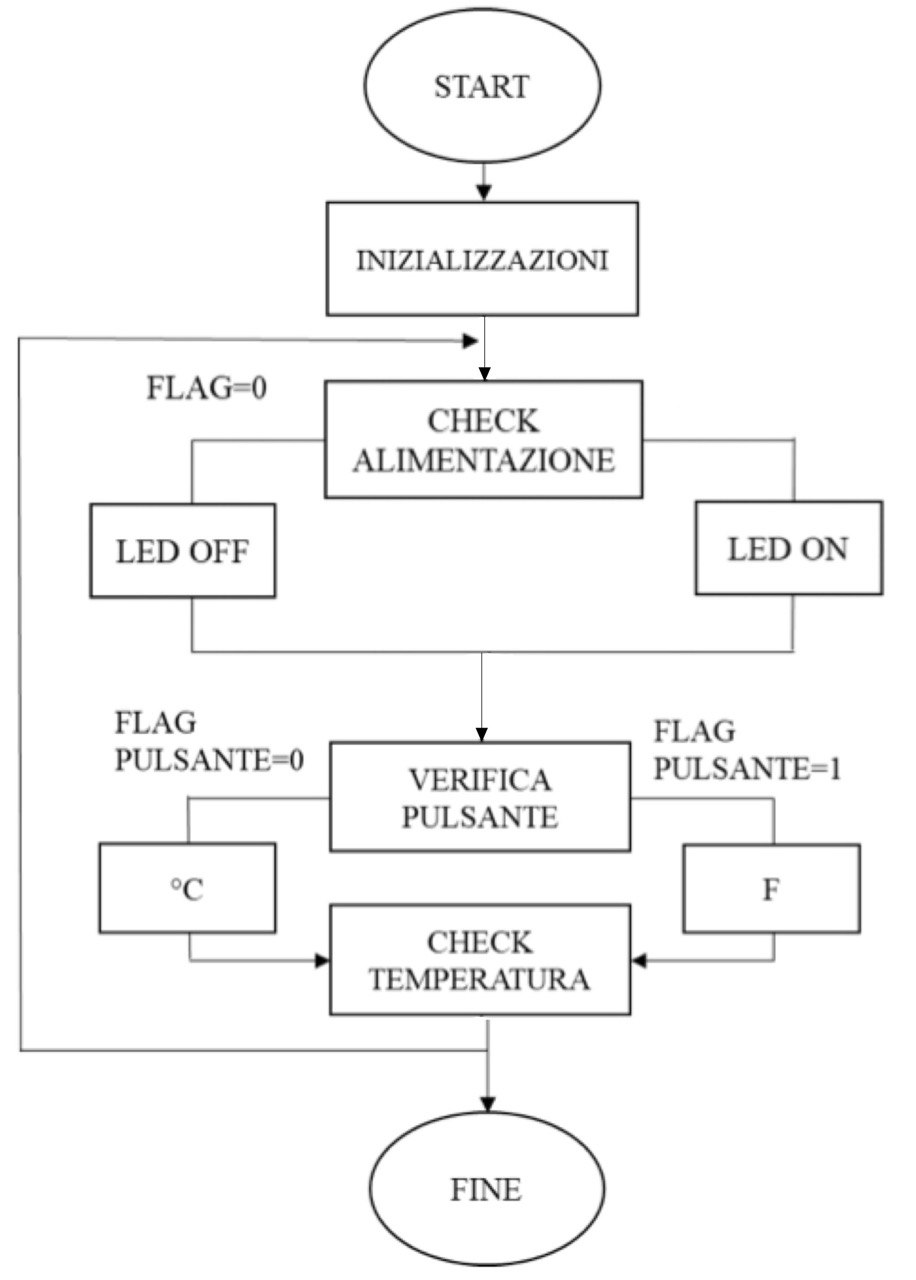 START
INIZIALIZZAZIONI
FLAG=0
CHECK
ALIMENTAZIONE
LED OFF
LED ON
FLAG
PULSANTE=0
FLAG
PULSANTE=1
VERIFICA
PULSANTE
°C
F
CHECK
TEMPERATURA
FINE